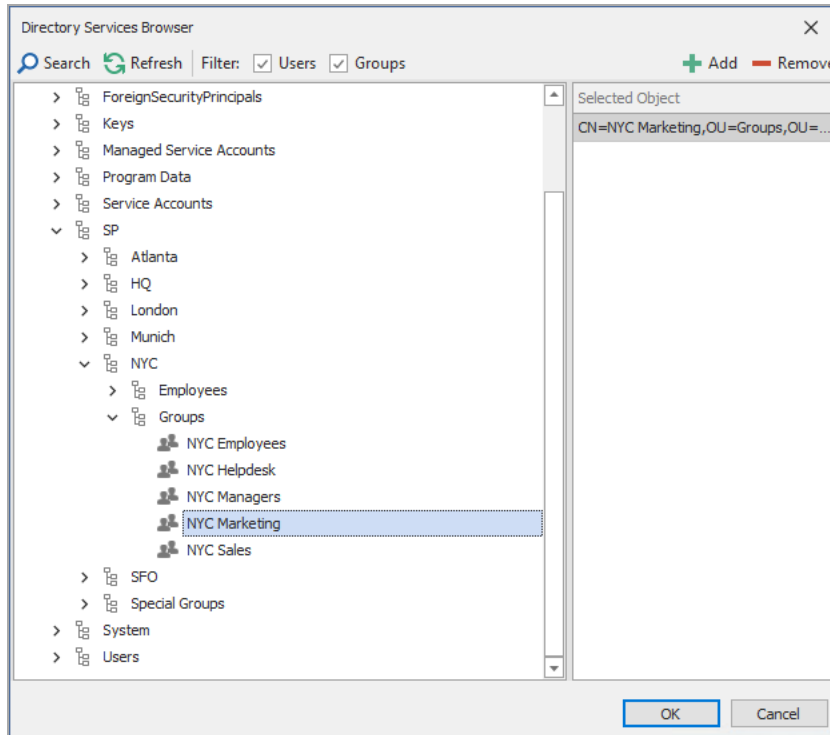 Directory Services Browser
Search Refresh Filter: Users Groups Add Remove
ForeignSecurityPrincipals
Keys
Managed Service Accounts
Program Data
Service Accounts
SP
Atlanta
HQ
London
Munich
NYC
Employees
Groups
NYC Employees
NYC Helpdesk
NYC Managers
NYC Marketing
NYC Sales
SFO
Special Groups
System
Users
Selected Object
CN=NYC Marketing,OU=Groups,OU=...
OK Cancel